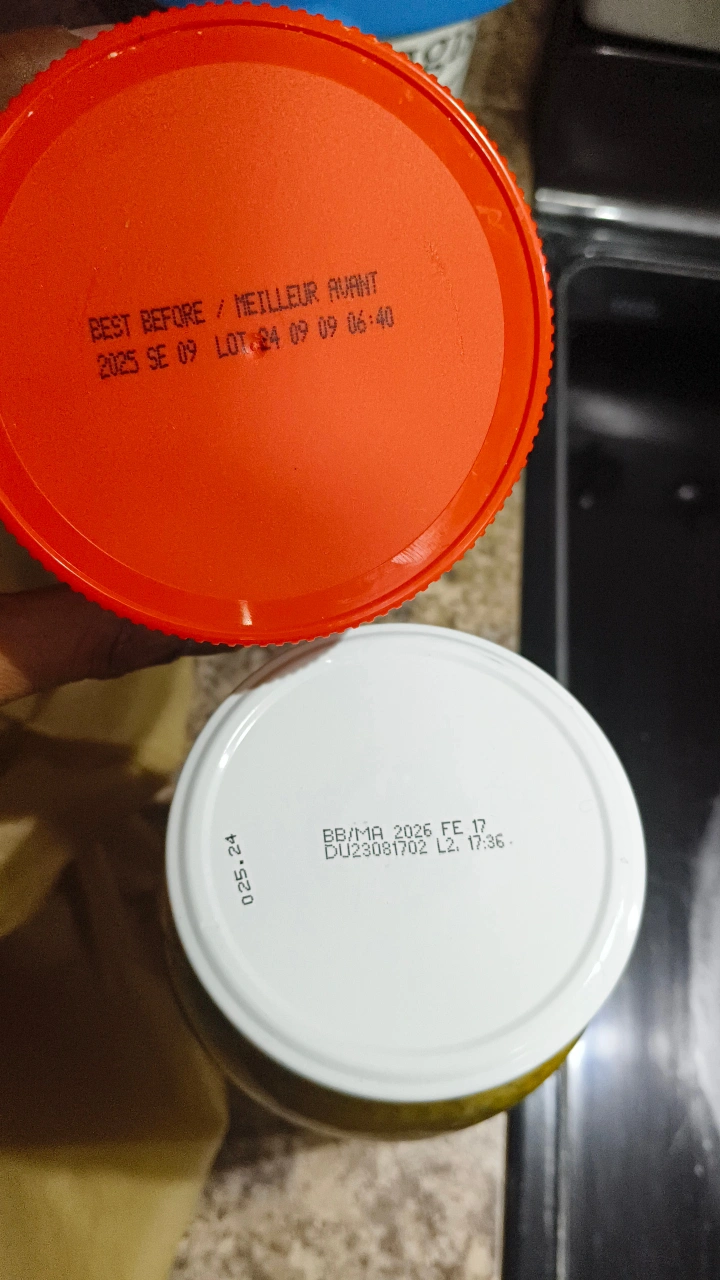 BEST BEFORE / MEILLEUR AVANT
2025 SE 09 LOT 24 09 09 06:40
BB/MA 2026 FE 17
DU23081702 L2. 17:36
025.24